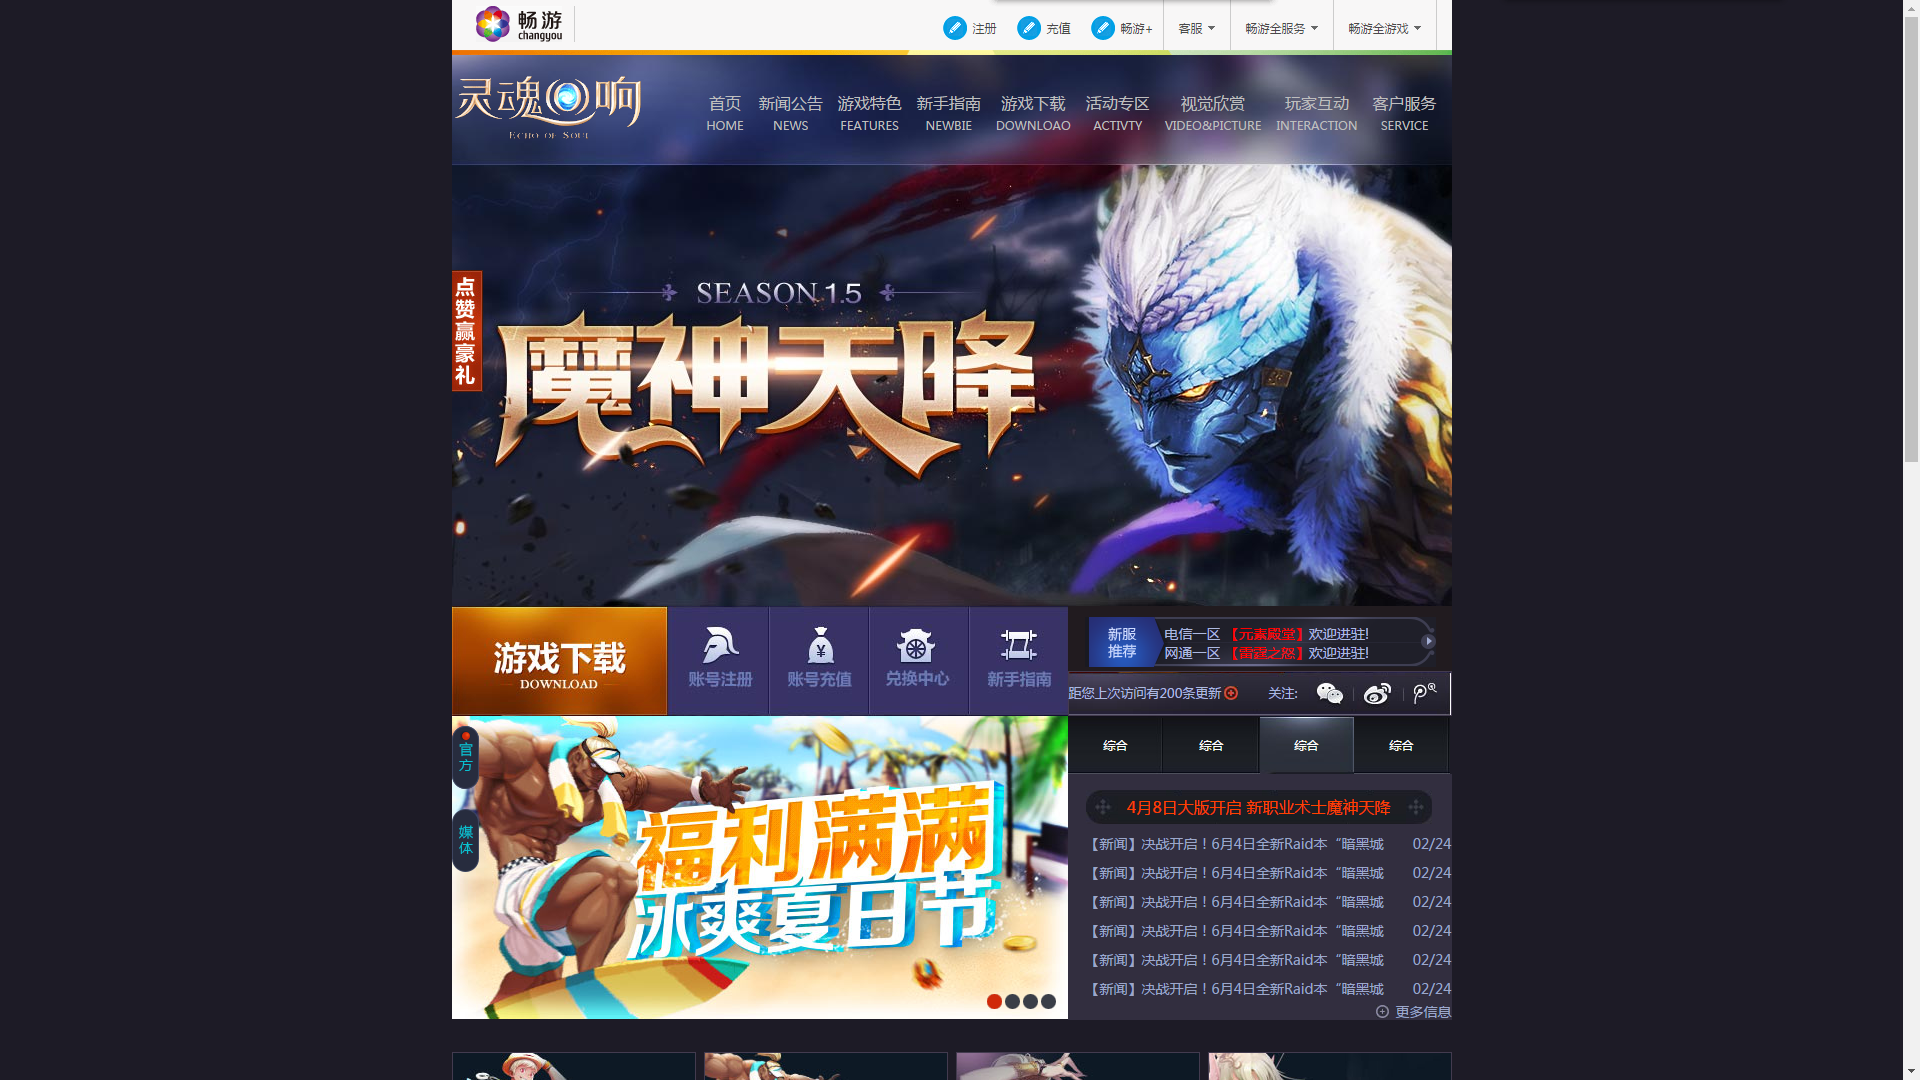 畅游
changyou
注册
充值
畅游+
客服
畅游全服务
畅游全游戏
灵魂回响
ECHO OF SOUL
首页
新闻公告
游戏特色
新手指南
游戏下载
活动专区
视觉欣赏
玩家互动
客户服务
HOME
NEWS
FEATURES
NEWBIE
DOWNLOAO
ACTIVTY
VIDEO&PICTURE
INTERACTION
SERVICE
点赞赢豪礼
SEASON 1.5
魔神天降
游戏下载
DOWNLOAD
账号注册
账号充值
兑换中心
新手指南
新服
推荐
电信一区 【元素殿堂】欢迎进驻!
网通一区 【雷霆之怒】欢迎进驻!
距您上次访问有200条更新
关注:
官方
媒体
福利满满
冰爽夏日节
综合
综合
综合
综合
4月8日大版开启 新职业术士魔神天降
【新闻】决战开启！6月4日全新Raid本“暗黑城 02/24
【新闻】决战开启！6月4日全新Raid本“暗黑城 02/24
【新闻】决战开启！6月4日全新Raid本“暗黑城 02/24
【新闻】决战开启！6月4日全新Raid本“暗黑城 02/24
【新闻】决战开启！6月4日全新Raid本“暗黑城 02/24
【新闻】决战开启！6月4日全新Raid本“暗黑城 02/24
更多信息